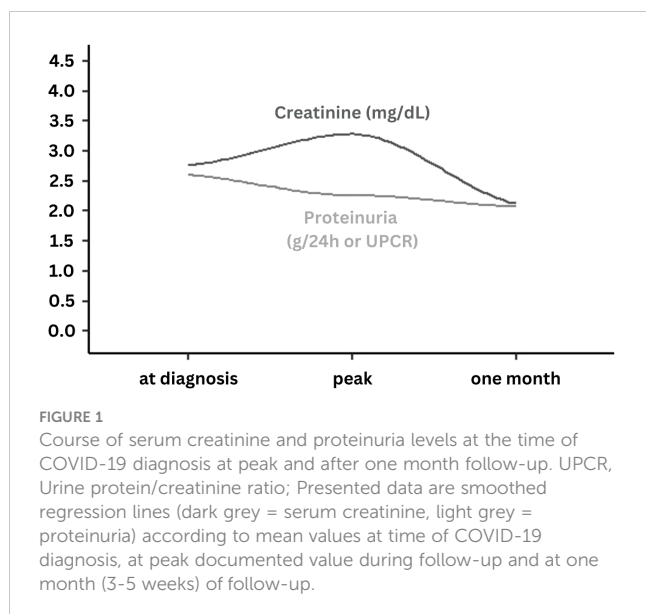 4.5
4.0
3.5
3.0
2.5
2.0
1.5
1.0
0.5
0.0
Creatinine (mg/dL)
Proteinuria
(g/24h or UPCR)
at diagnosis peak one month
FIGURE 1
Course of serum creatinine and proteinuria levels at the time of
COVID-19 diagnosis at peak and after one month follow-up. UPCR,
Urine protein/creatinine ratio; Presented data are smoothed
regression lines (dark grey = serum creatinine, light grey =
proteinuria) according to mean values at time of COVID-19
diagnosis, at peak documented value during follow-up and at one
month (3-5 weeks) of follow-up.